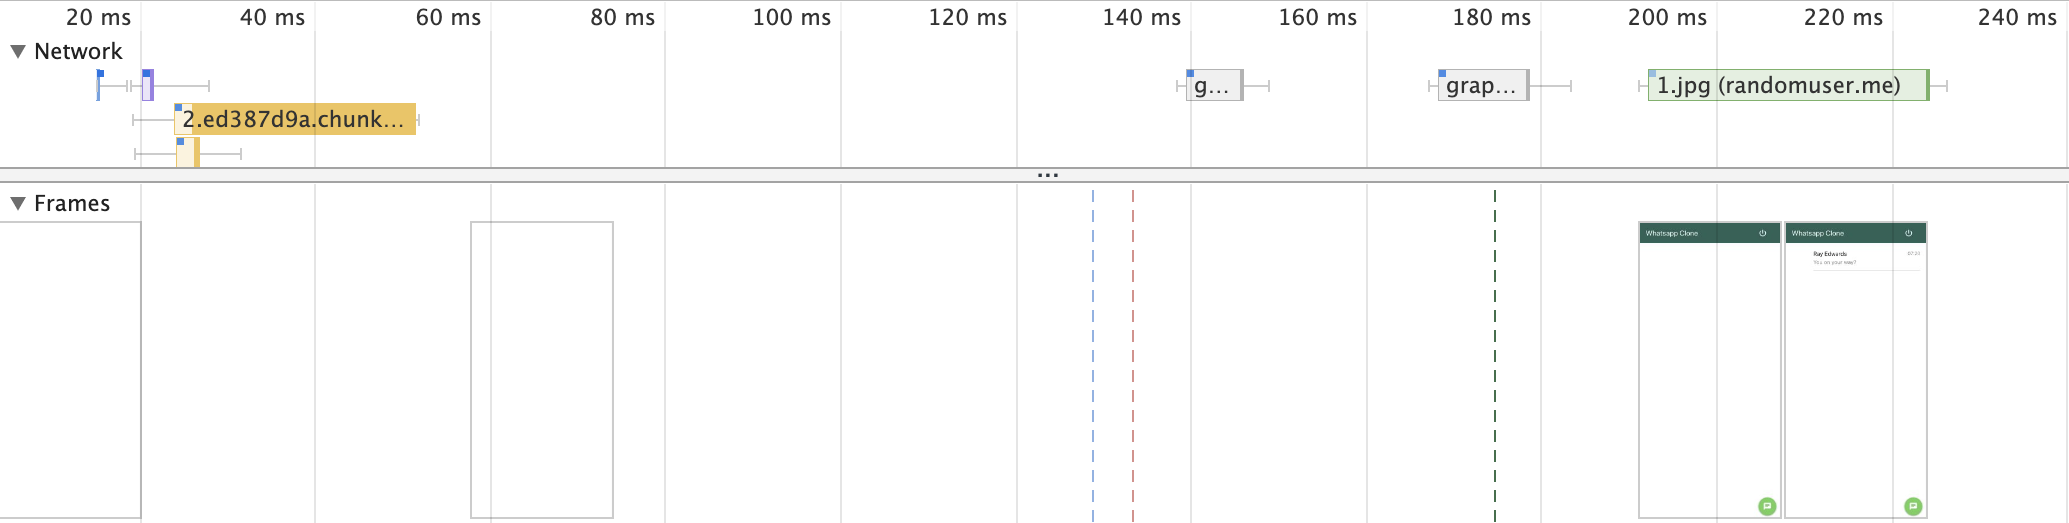 20 ms 40 ms 60 ms 80 ms 100 ms 120 ms 140 ms 160 ms 180 ms 200 ms 220 ms 240 ms
Network
g... grap... 1.jpg (randomuser.me)
2.ed387d9a.chunk...
...
Frames
Whatsapp Clone Whatsapp Clone
Ray Edwards 07:20
You on your way?